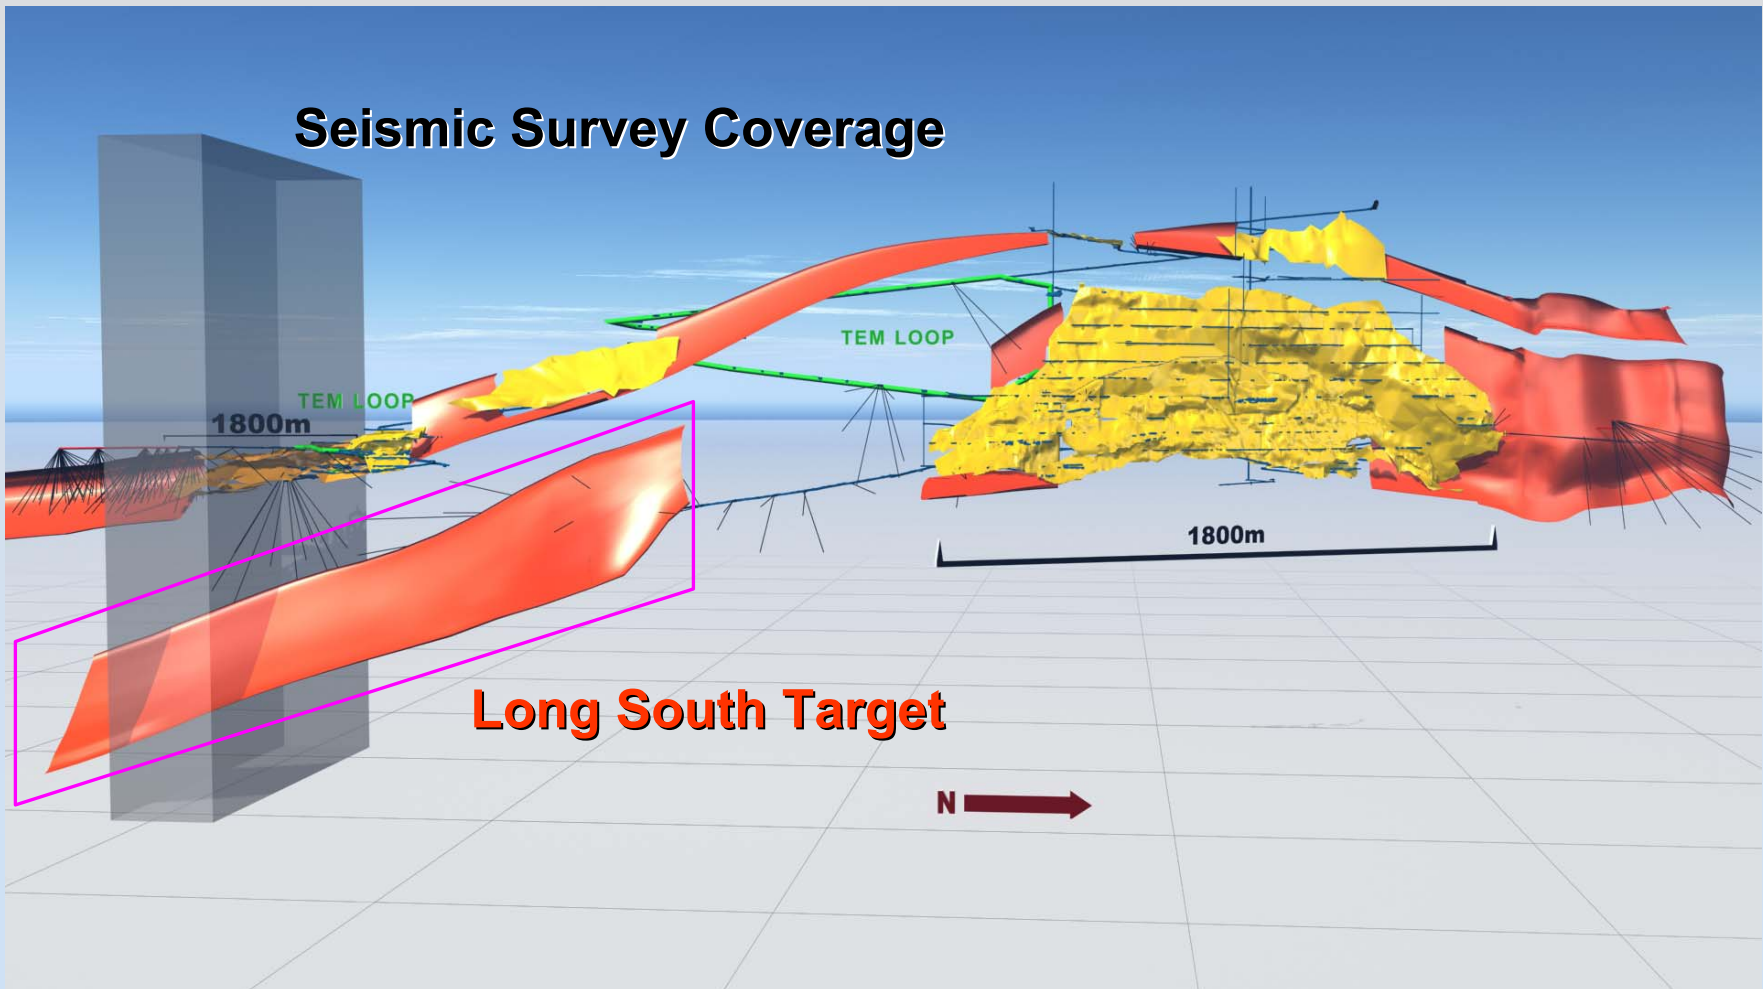 Seismic Survey Coverage
TEM LOOP
TEM LOOP
1800m
1800m
Long South Target
N